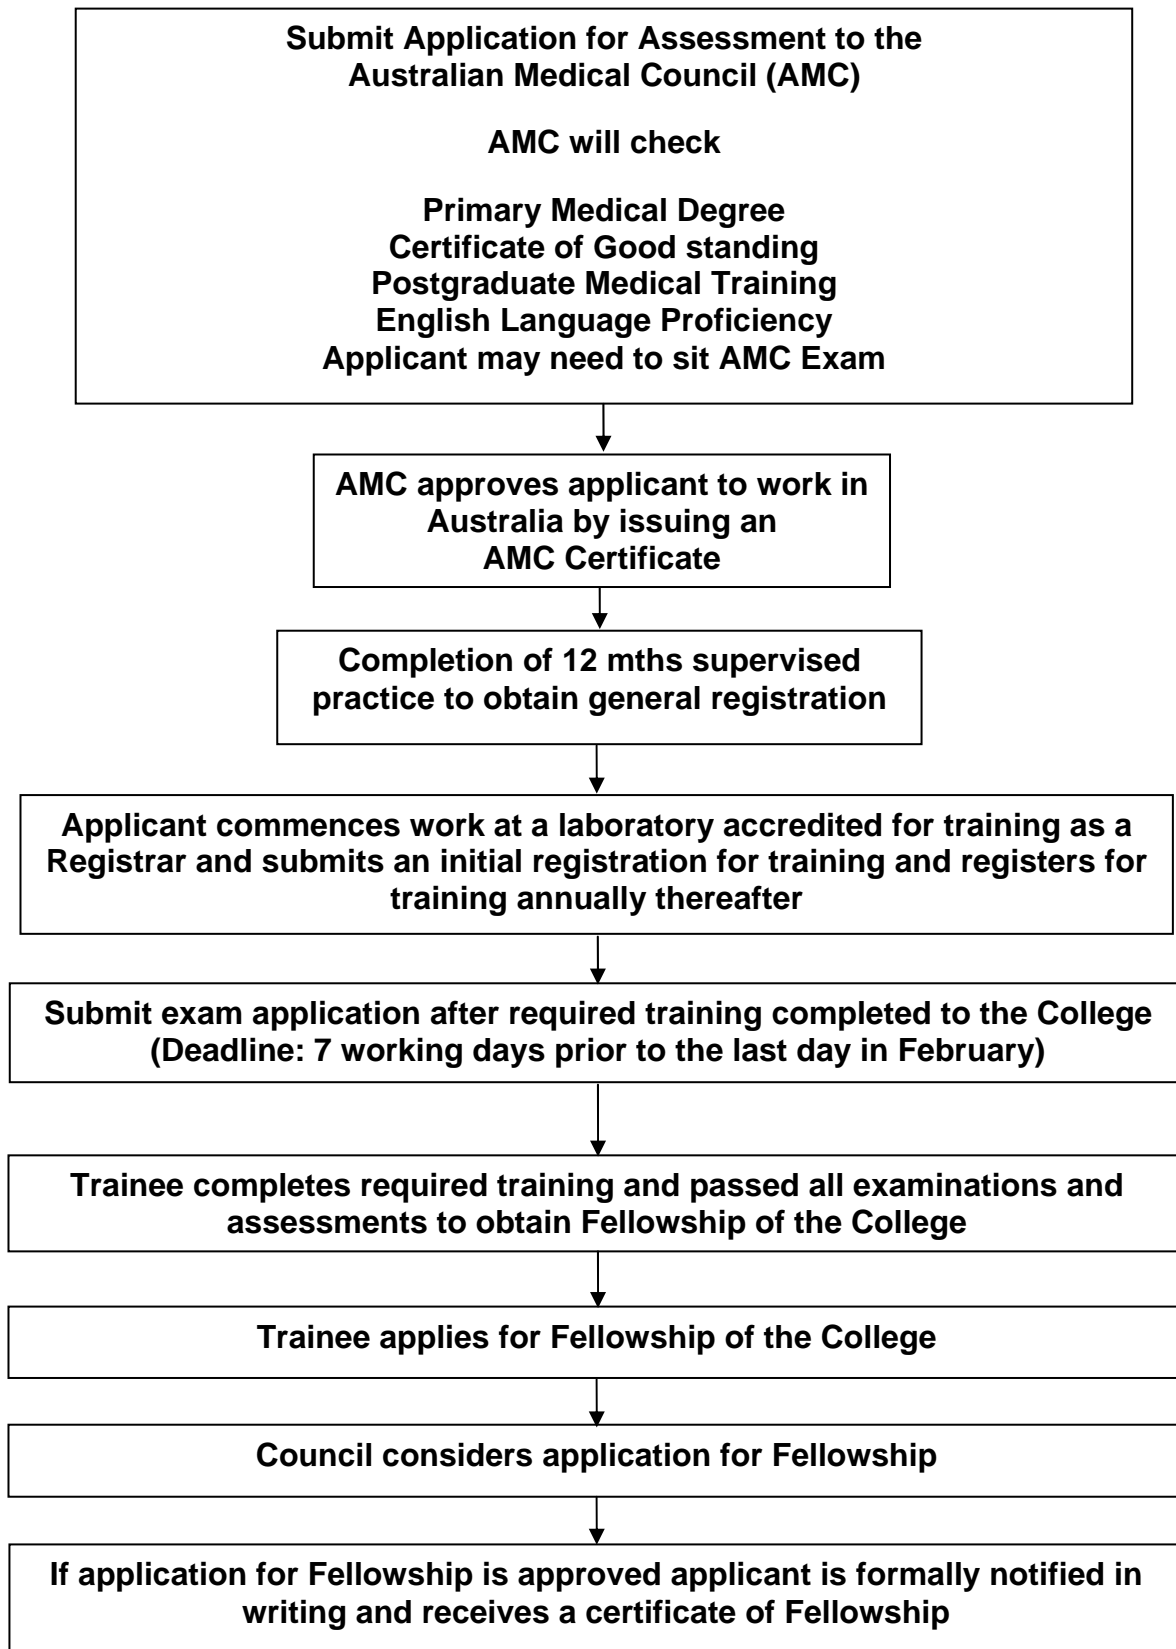 Submit Application for Assessment to the
Australian Medical Council (AMC)
AMC will check
Primary Medical Degree
Certificate of Good standing
Postgraduate Medical Training
English Language Proficiency
Applicant may need to sit AMC Exam
AMC approves applicant to work in
Australia by issuing an
AMC Certificate
Completion of 12 mths supervised
practice to obtain general registration
Applicant commences work at a laboratory accredited for training as a
Registrar and submits an initial registration for training and registers for
training annually thereafter
Submit exam application after required training completed to the College
(Deadline: 7 working days prior to the last day in February)
Trainee completes required training and passed all examinations and
assessments to obtain Fellowship of the College
Trainee applies for Fellowship of the College
Council considers application for Fellowship
If application for Fellowship is approved applicant is formally notified in
writing and receives a certificate of Fellowship